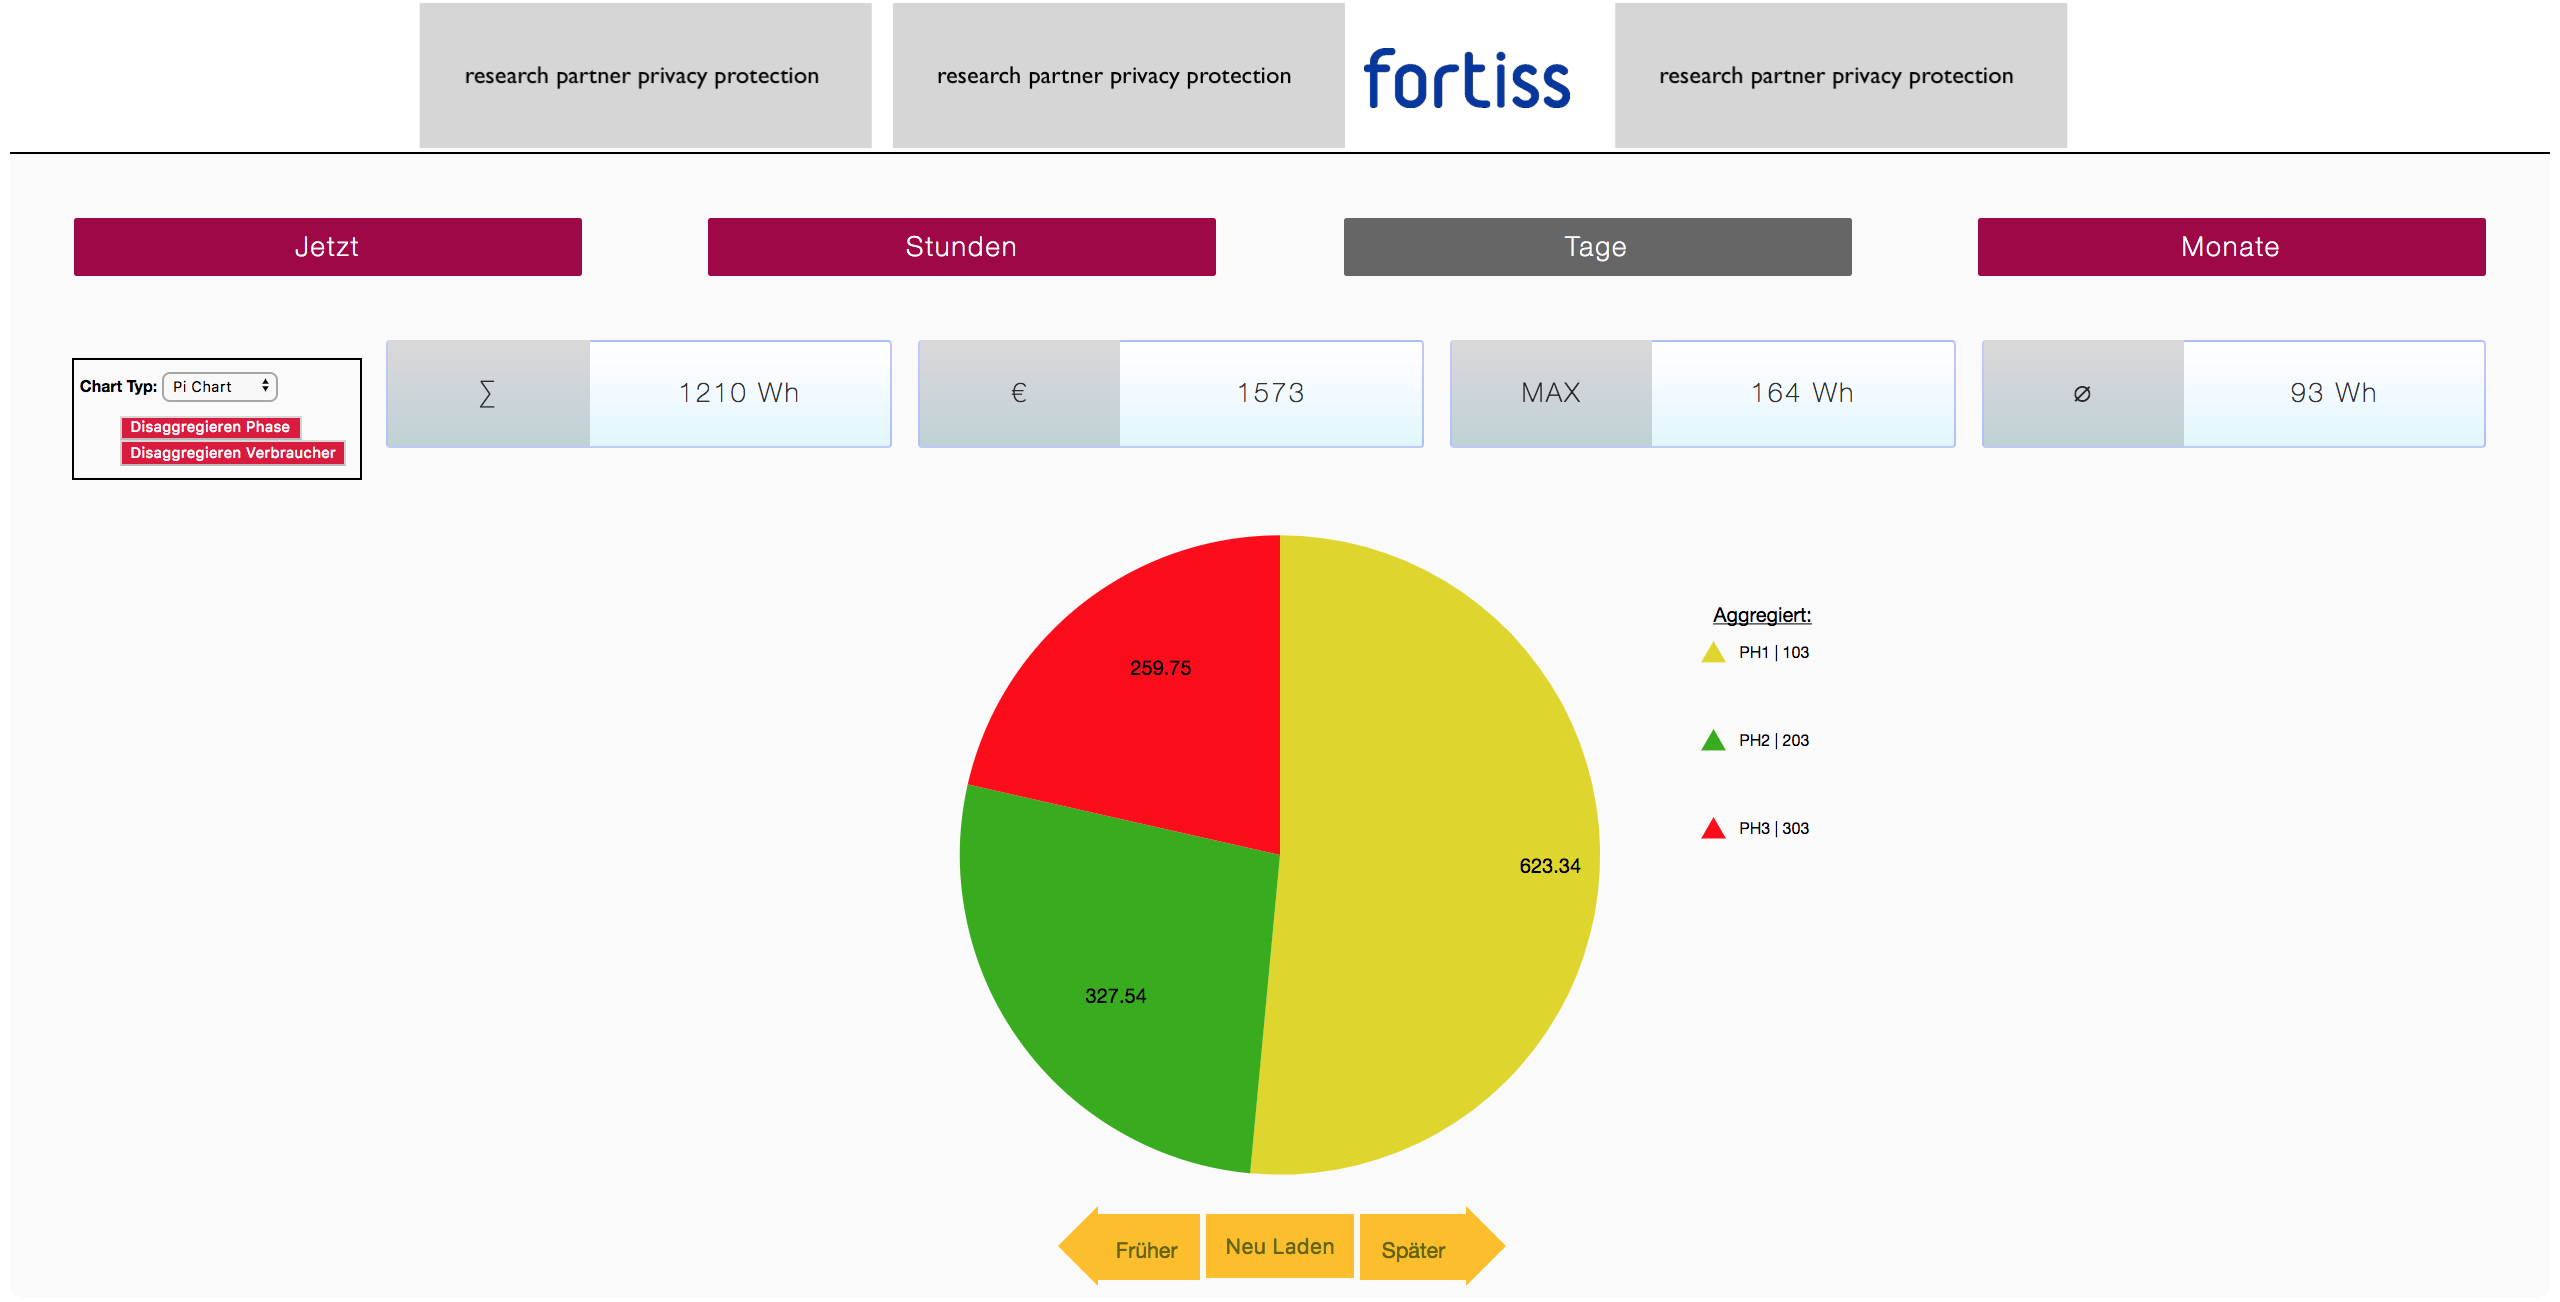 research partner privacy protection
research partner privacy protection
fortiss
research partner privacy protection
Jetzt
Stunden
Tage
Monate
Chart Typ: Pi Chart
Disaggregieren Phase
Disaggregieren Verbraucher
∑ 1210 Wh
€ 1573
MAX 164 Wh
⌀ 93 Wh
259.75
623.34
327.54
Aggregiert:
PH1 | 103
PH2 | 203
PH3 | 303
Früher
Neu Laden
Später